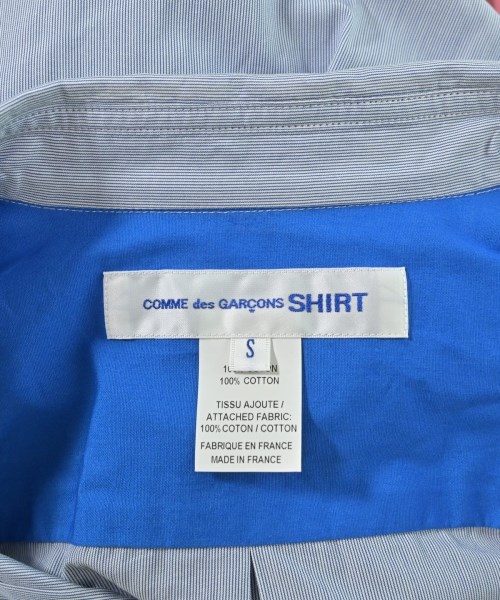 COMME des GARÇONS SHIRT
S
100% COTTON
TISSU AJOUTE /
ATTACHED FABRIC:
100% COTON / COTTON
FABRIQUE EN FRANCE
MADE IN FRANCE